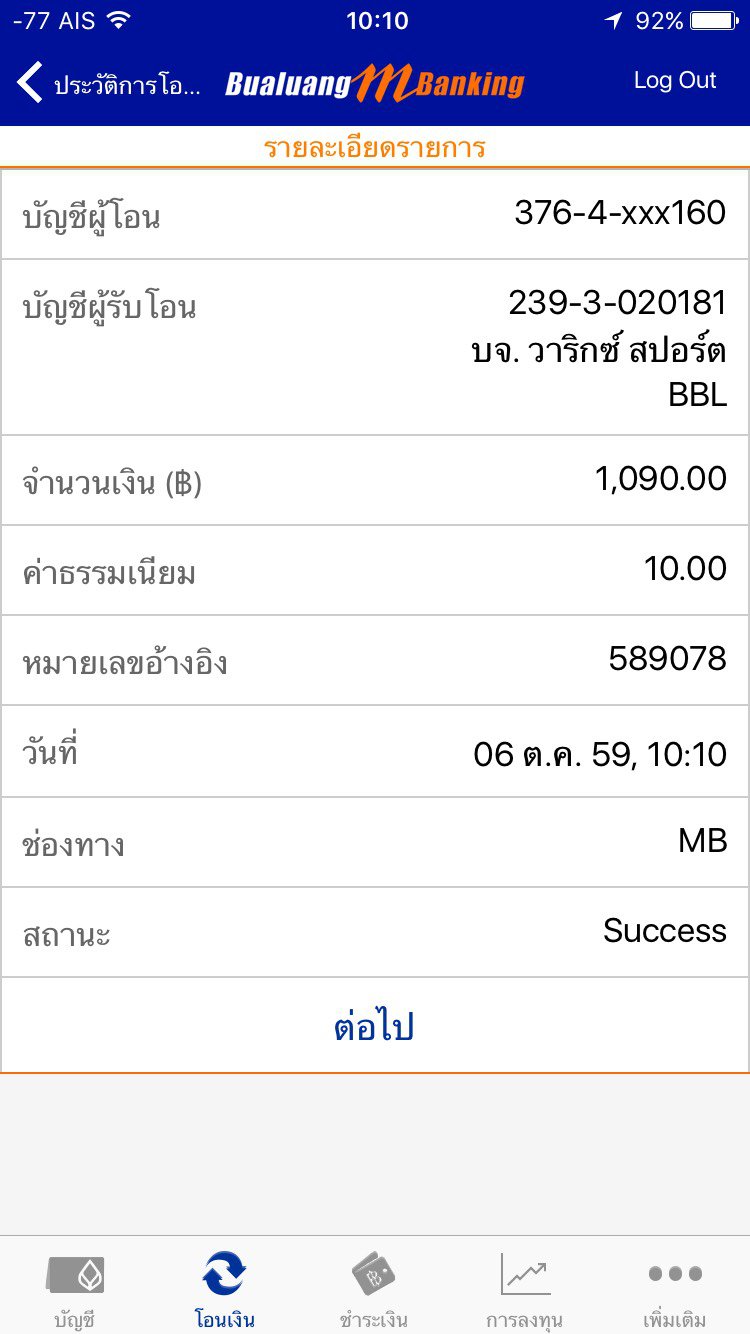 -77 AIS 10:10 92%
ประวัติการโอ... Bualuang mBanking Log Out
รายละเอียดรายการ
บัญชีผู้โอน 376-4-xxx160
บัญชีผู้รับโอน 239-3-020181
บจ. วาริกซ์ สปอร์ต
BBL
จำนวนเงิน (฿) 1,090.00
ค่าธรรมเนียม 10.00
หมายเลขอ้างอิง 589078
วันที่ 06 ต.ค. 59, 10:10
ช่องทาง MB
สถานะ Success
ต่อไป
บัญชี โอนเงิน ชำระเงิน การลงทุน เพิ่มเติม